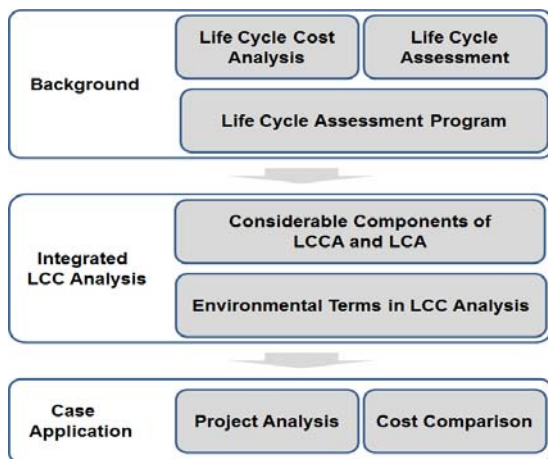 Background
Life Cycle Cost
Analysis
Life Cycle
Assessment
Life Cycle Assessment Program
Integrated
LCC Analysis
Considerable Components of
LCCA and LCA
Environmental Terms in LCC Analysis
Case
Application
Project Analysis
Cost Comparison